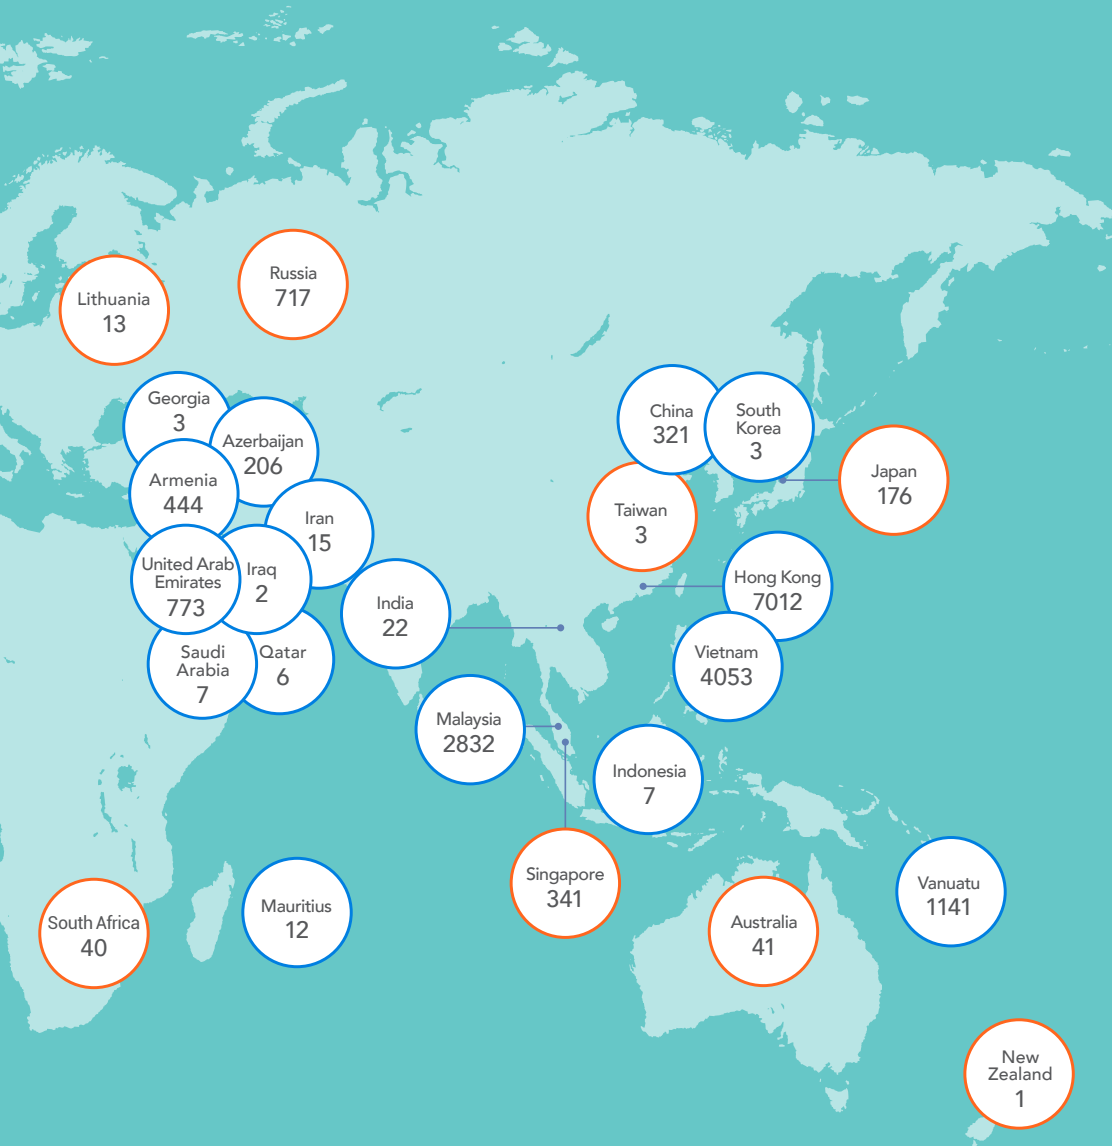 Russia
717
Lithuania
13
Georgia
3
Azerbaijan
206
Armenia
444
Iran
15
United Arab
Emirates
773
Iraq
2
Saudi
Arabia
7
Qatar
6
India
22
China
321
South
Korea
3
Japan
176
Taiwan
3
Hong Kong
7012
Vietnam
4053
Malaysia
2832
Indonesia
7
Singapore
341
Vanuatu
1141
Australia
41
South Africa
40
Mauritius
12
New
Zealand
1